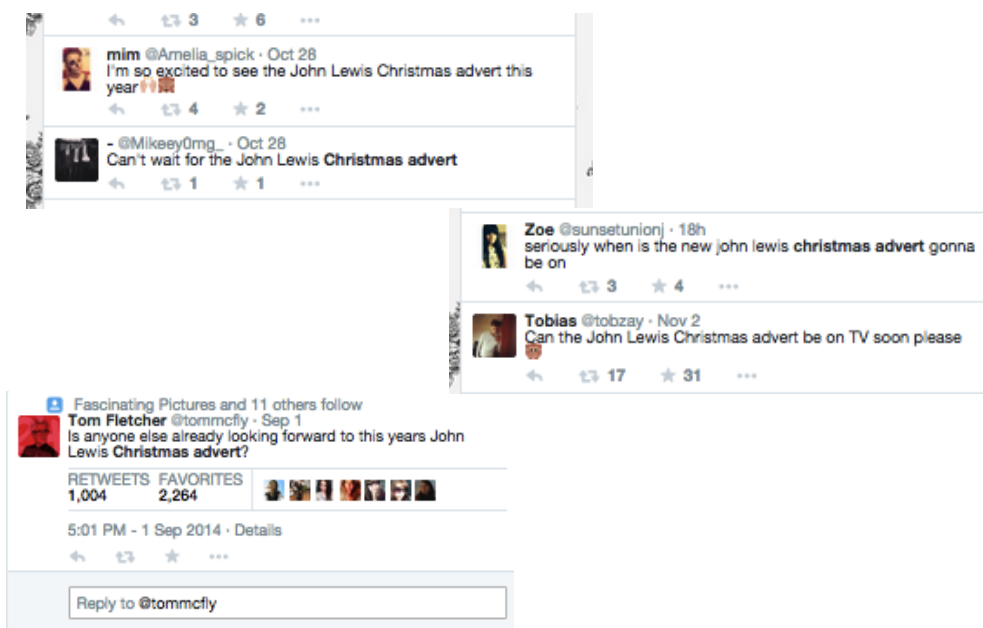 3 6
mim @Amelia_spick · Oct 28
I'm so excited to see the John Lewis Christmas advert this
year
4 2
- @Mikeey0mg_ · Oct 28
Can't wait for the John Lewis Christmas advert
1 1
Zoe @sunsetunionj · 18h
seriously when is the new john lewis christmas advert gonna
be on
3 4
Tobias @tobzay · Nov 2
Can the John Lewis Christmas advert be on TV soon please
17 31
Fascinating Pictures and 11 others follow
Tom Fletcher @tommcfly · Sep 1
Is anyone else already looking forward to this years John
Lewis Christmas advert?
RETWEETS FAVORITES
1,004 2,264
5:01 PM - 1 Sep 2014 · Details
Reply to @tommcfly